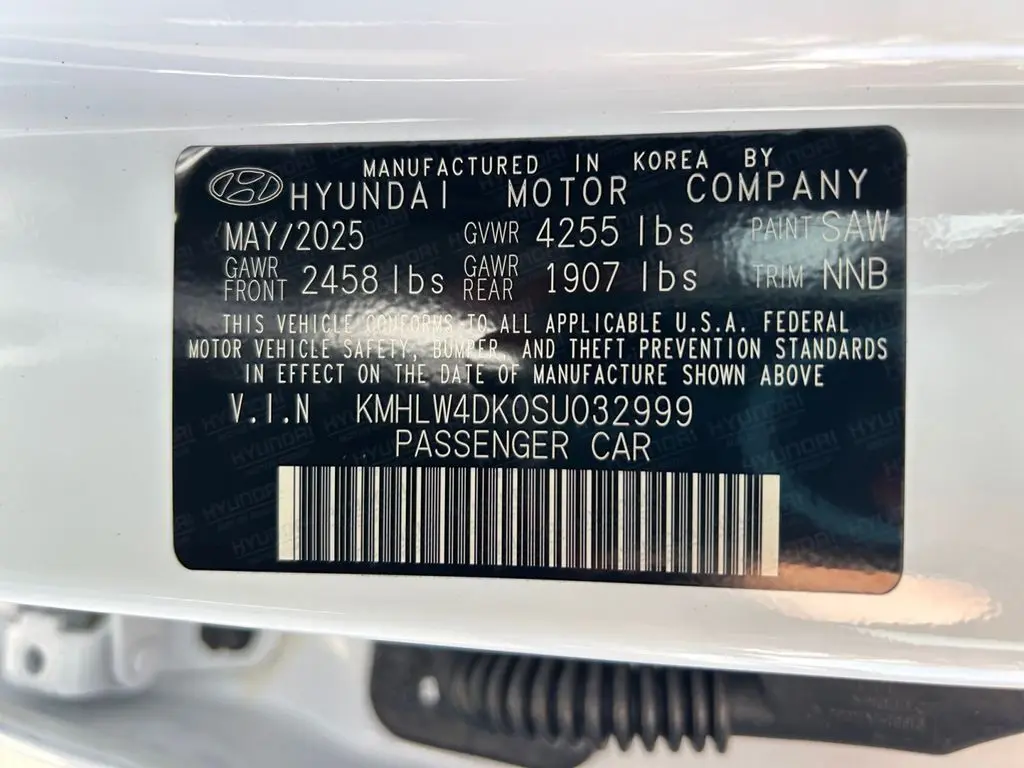 MANUFACTURED IN KOREA BY
HYUNDAI MOTOR COMPANY
MAY/2025 GVWR 4255 lbs PAINT SAW
GAWR FRONT 2458 lbs GAWR REAR 1907 lbs TRIM NNB
THIS VEHICLE CONFORMS TO ALL APPLICABLE U.S.A. FEDERAL
MOTOR VEHICLE SAFETY, BUMPER, AND THEFT PREVENTION STANDARDS
IN EFFECT ON THE DATE OF MANUFACTURE SHOWN ABOVE
V.I.N KMHLW4DK0SU032999
PASSENGER CAR